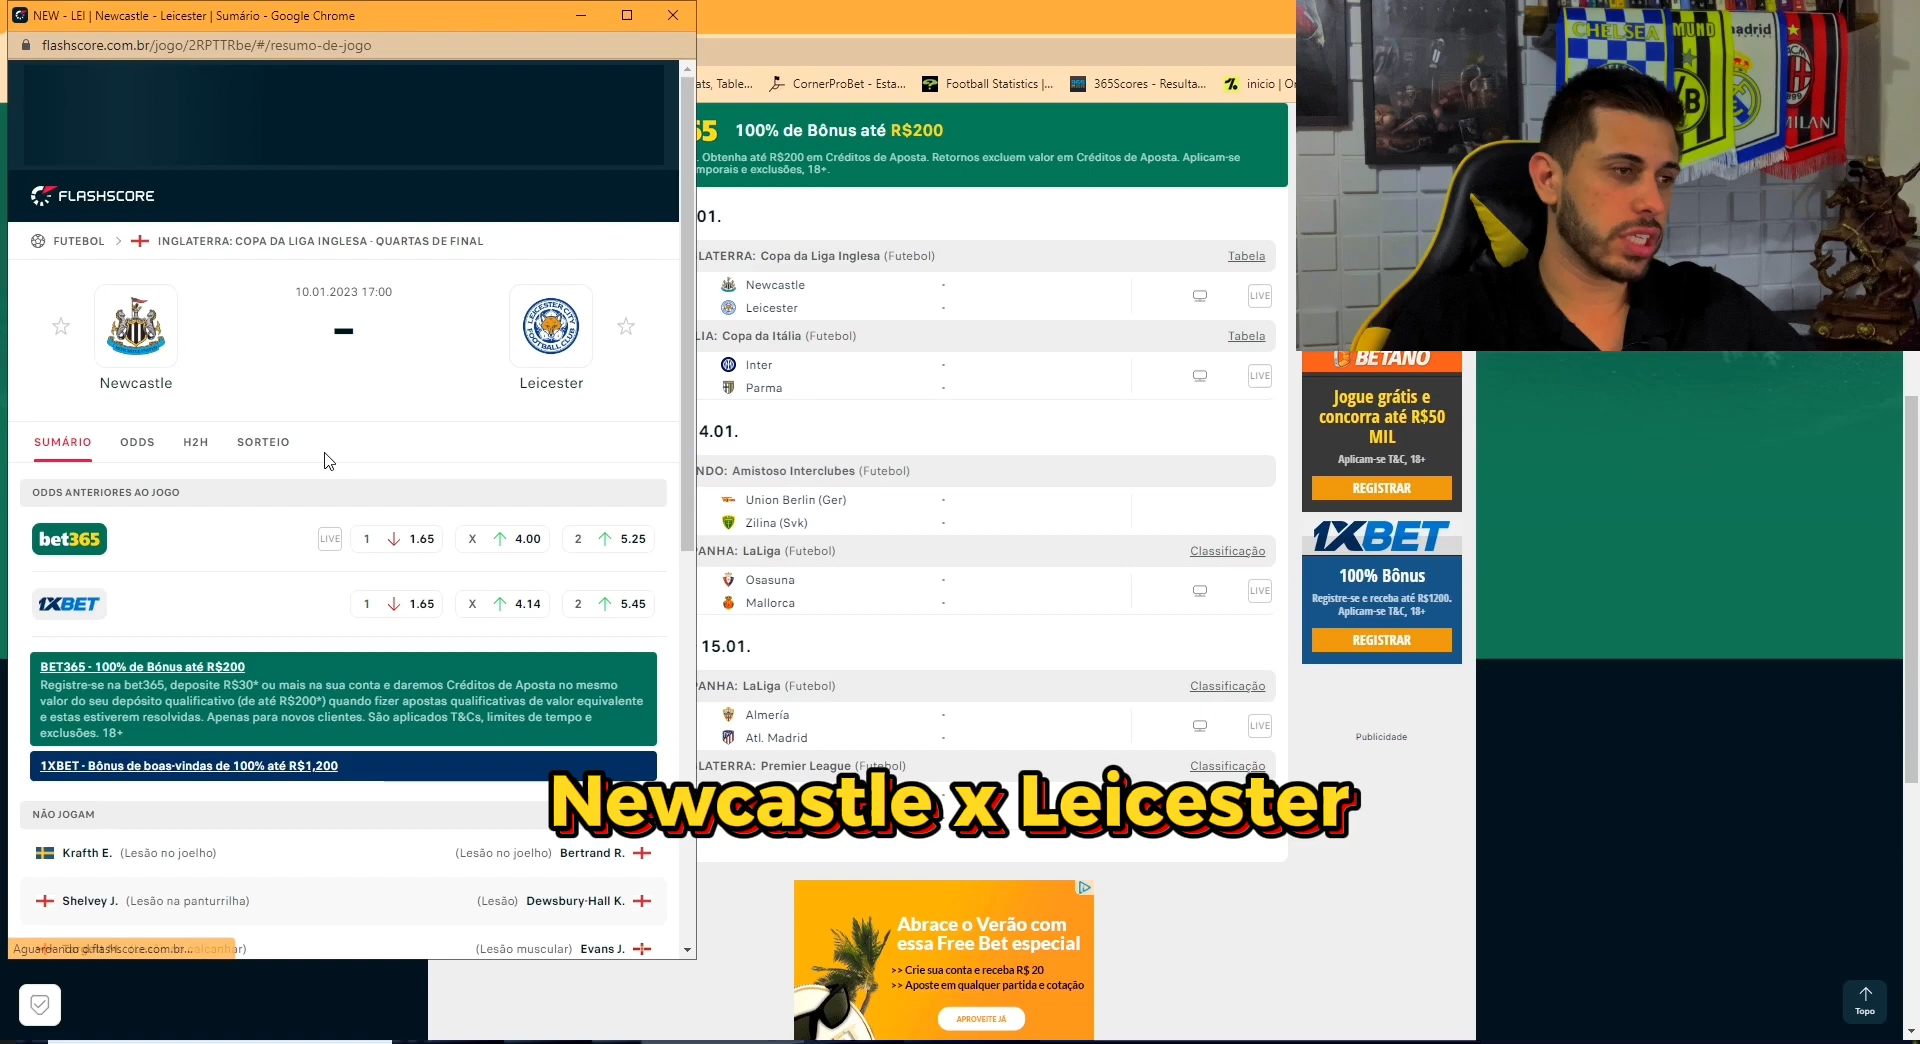 NEW - LEI | Newcastle - Leicester | Sumário - Google Chrome
flashscore.com.br/jogo/2RPTTRbe/#/resumo-de-jogo
FLASHSCORE
FUTEBOL > INGLATERRA: COPA DA LIGA INGLESA - QUARTAS DE FINAL
10.01.2023 17:00
-
Newcastle
Leicester
SUMÁRIO ODDS H2H SORTEIO
ODDS ANTERIORES AO JOGO
bet365 LIVE 1 1.65 X 4.00 2 5.25
1XBET 1 1.65 X 4.14 2 5.45
BET365 - 100% de Bónus até R$200
Registre-se na bet365, deposite R$30* ou mais na sua conta e daremos Créditos de Aposta no mesmo
valor do seu depósito qualificativo (de até R$200*) quando fizer apostas qualificativas de valor equivalente
e estas estiverem resolvidas. Apenas para novos clientes. São aplicados T&Cs, limites de tempo e
exclusões. 18+
1XBET - Bônus de boas-vindas de 100% até R$1,200
NÃO JOGAM
Krafth E. (Lesão no joelho) (Lesão no joelho) Bertrand R.
Shelvey J. (Lesão na panturrilha) (Lesão) Dewsbury-Hall K.
(Lesão muscular) Evans J.
ats, Table... CornerProBet - Esta... Football Statistics |... 365Scores - Resulta... inicio | O
65 100% de Bônus até R$200
. Obtenha até R$200 em Créditos de Aposta. Retornos excluem valor em Créditos de Aposta. Aplicam-se
mporais e exclusões, 18+.
01.
LATERRA: Copa da Liga Inglesa (Futebol) Tabela
Newcastle -
Leicester -
LIVE
LIA: Copa da Itália (Futebol) Tabela
Inter -
Parma -
LIVE
4.01.
NDO: Amistoso Interclubes (Futebol)
Union Berlin (Ger) -
Zilina (Svk) -
ANHA: LaLiga (Futebol) Classificação
Osasuna -
Mallorca -
LIVE
15.01.
ANHA: LaLiga (Futebol) Classificação
Almería -
Atl. Madrid -
LIVE
LATERRA: Premier League (Futebol) Classificação
Newcastle x Leicester
Abrace o Verão com
essa Free Bet especial
>> Crie sua conta e receba R$ 20
>> Aposte em qualquer partida e cotação
APROVEITE JÁ
CHELSEA
MUND
adrid
MILAN
BETANO
Jogue grátis e
concorra até R$50
MIL
Aplicam-se T&C, 18+
REGISTRAR
1XBET
100% Bônus
Registre-se e receba até R$1200.
Aplicam-se T&C, 18+
REGISTRAR
Publicidade
Topo